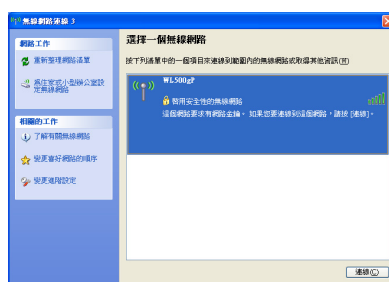 無線網路連線 3
網路工作
重新整理網路清單
爲住家或小型辦公室設
定無線網路
相關的工作
了解有關無線網路
變更喜好網路的順序
變更進階設定
選擇一個無線網路
按下列清單中的一個項目來連線到範圍內的無線網路或取得其他資訊(W)
WL500gP
啓用安全性的無線網路
這個網路要求有網路金鑰。如果您要連線到這個網路，請按 [連線]。
連線(C)